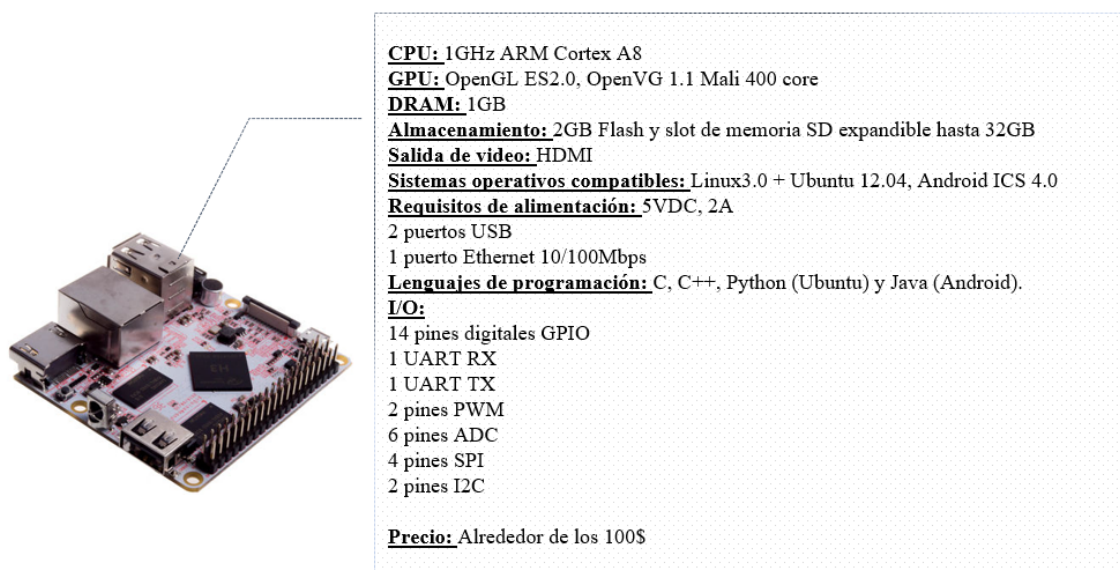 CPU: 1GHz ARM Cortex A8
GPU: OpenGL ES2.0, OpenVG 1.1 Mali 400 core
DRAM: 1GB
Almacenamiento: 2GB Flash y slot de memoria SD expandible hasta 32GB
Salida de video: HDMI
Sistemas operativos compatibles: Linux3.0 + Ubuntu 12.04, Android ICS 4.0
Requisitos de alimentación: 5VDC, 2A
2 puertos USB
1 puerto Ethernet 10/100Mbps
Lenguajes de programación: C, C++, Python (Ubuntu) y Java (Android).
I/O:
14 pines digitales GPIO
1 UART RX
1 UART TX
2 pines PWM
6 pines ADC
4 pines SPI
2 pines I2C
Precio: Alrededor de los 100$
H3